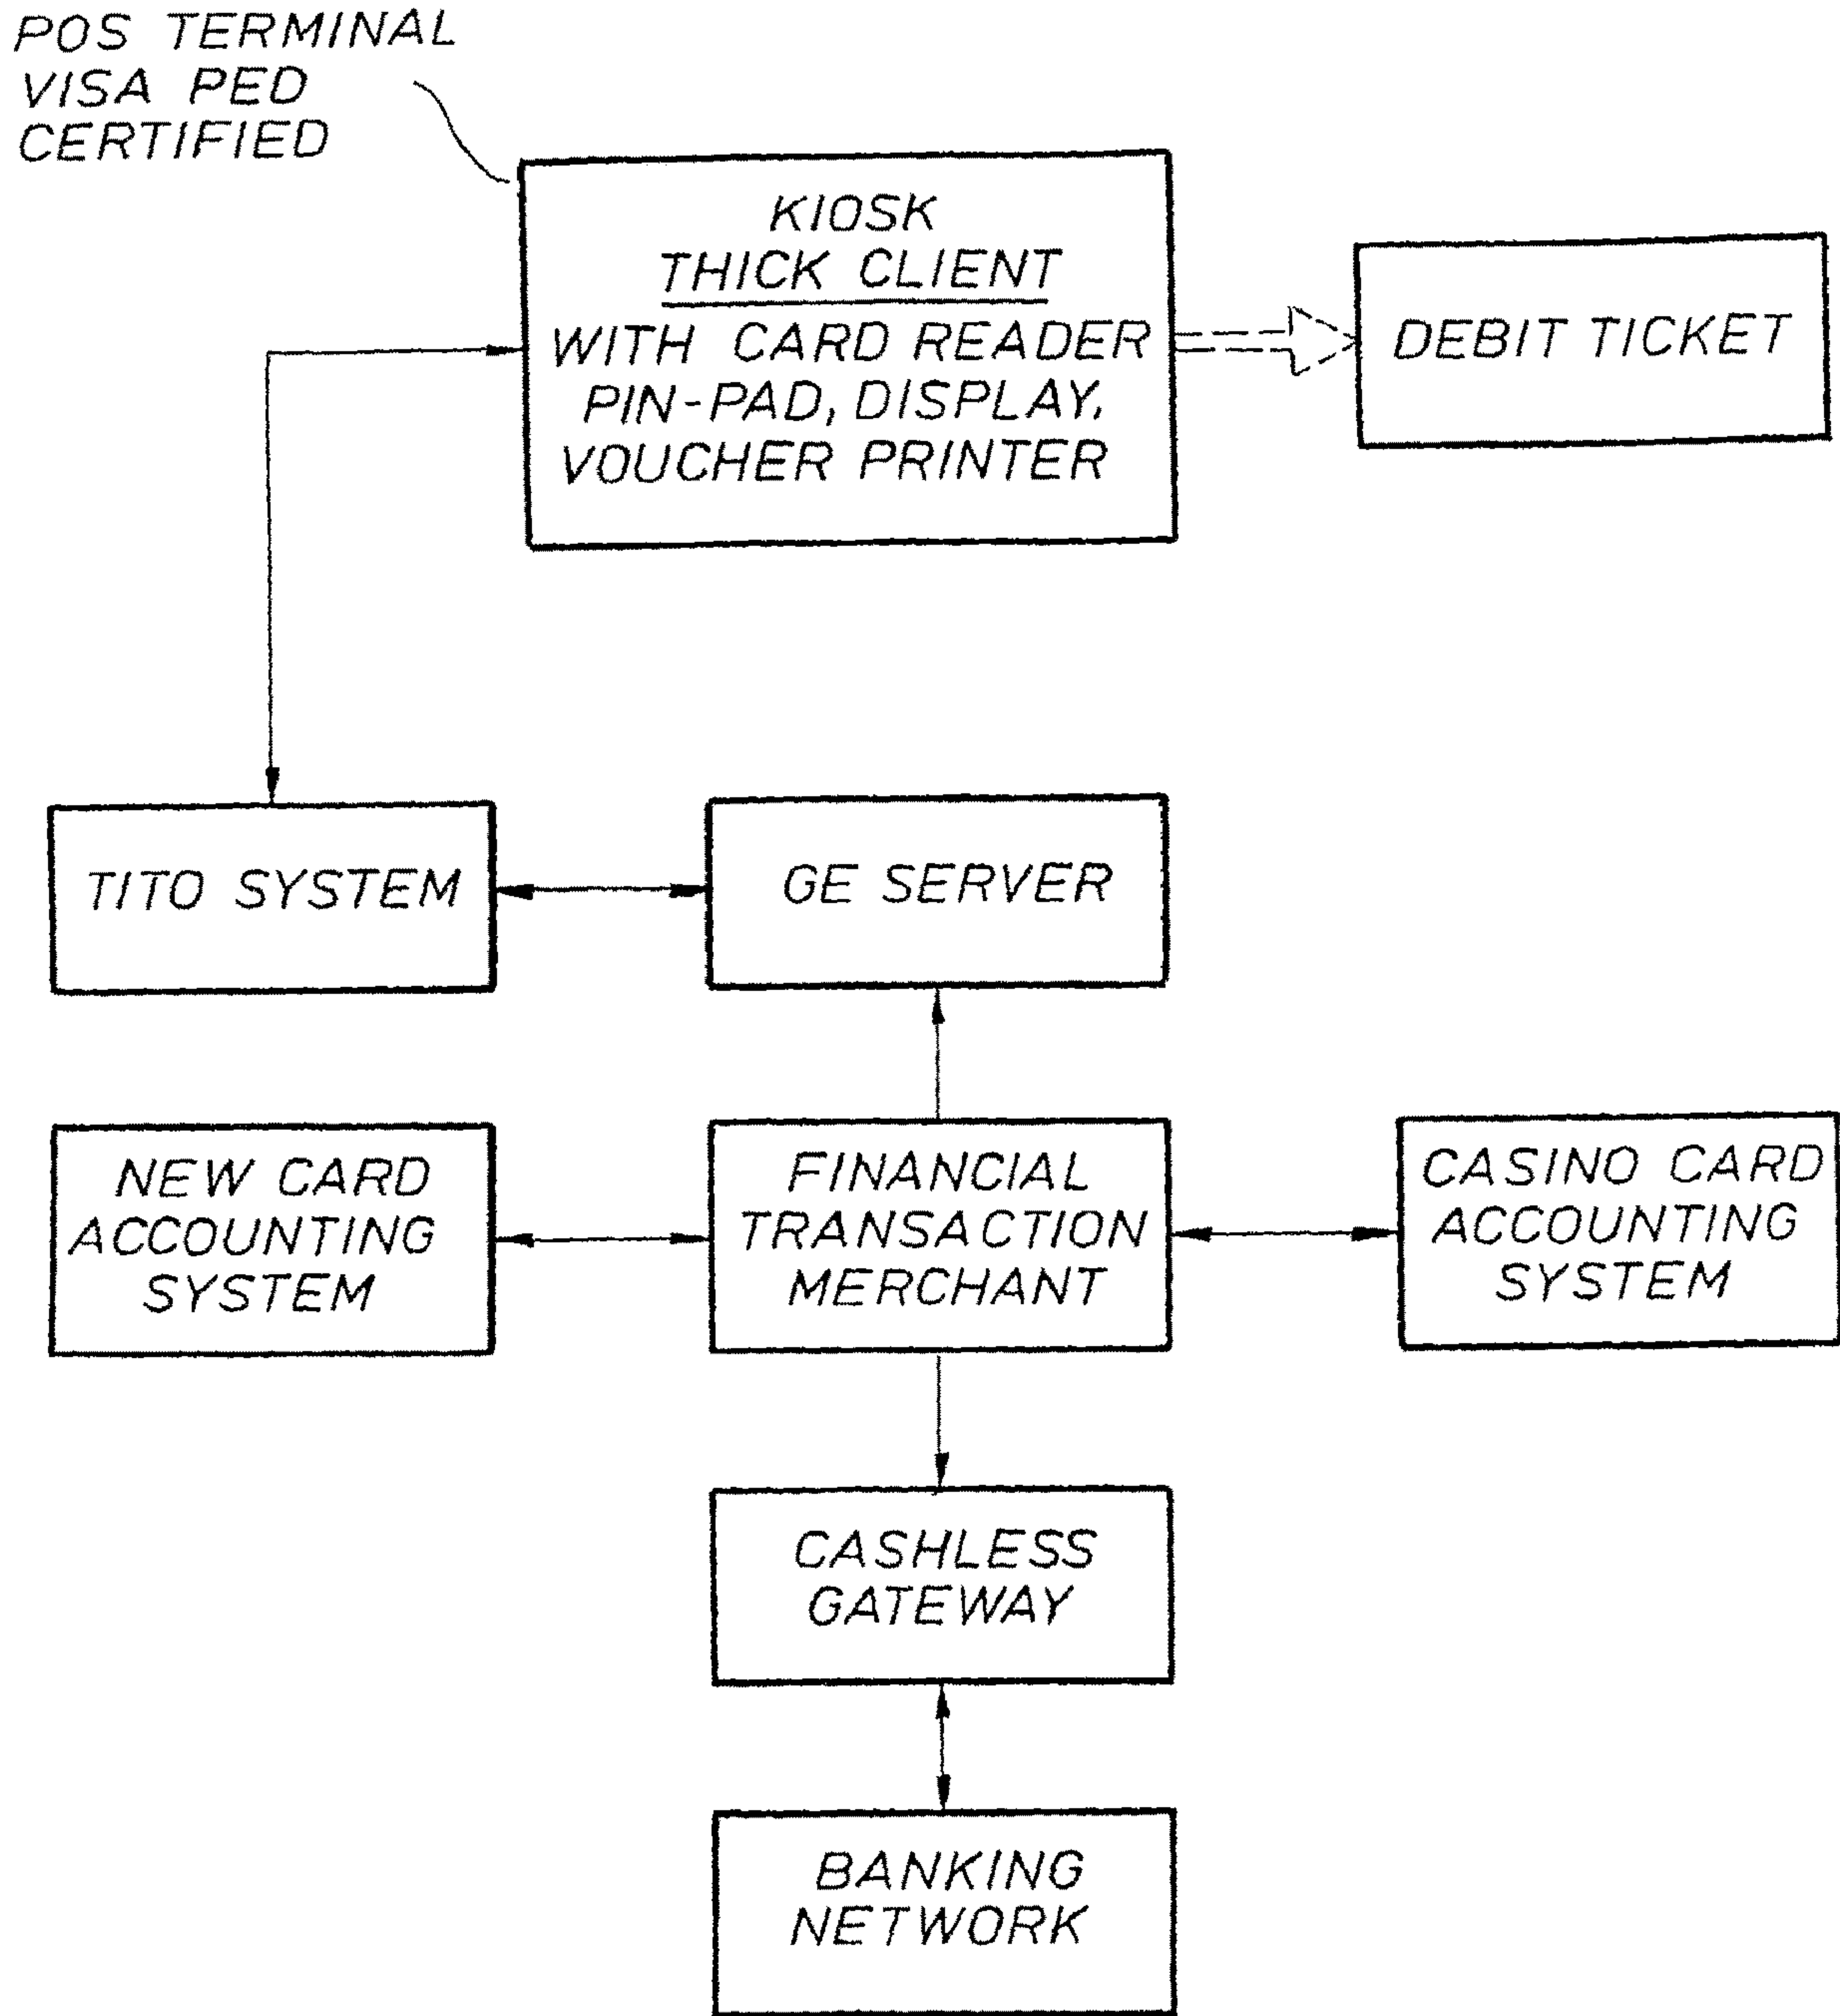 POS TERMINAL
VISA PED
CERTIFIED
KIOSK
THICK CLIENT
WITH CARD READER
PIN-PAD, DISPLAY,
VOUCHER PRINTER
DEBIT TICKET
TITO SYSTEM
GE SERVER
NEW CARD
ACCOUNTING
SYSTEM
FINANCIAL
TRANSACTION
MERCHANT
CASINO CARD
ACCOUNTING
SYSTEM
CASHLESS
GATEWAY
BANKING
NETWORK